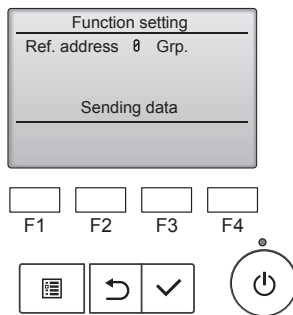 Function setting
Ref. address 0 Grp.
Sending data
F1 F2 F3 F4